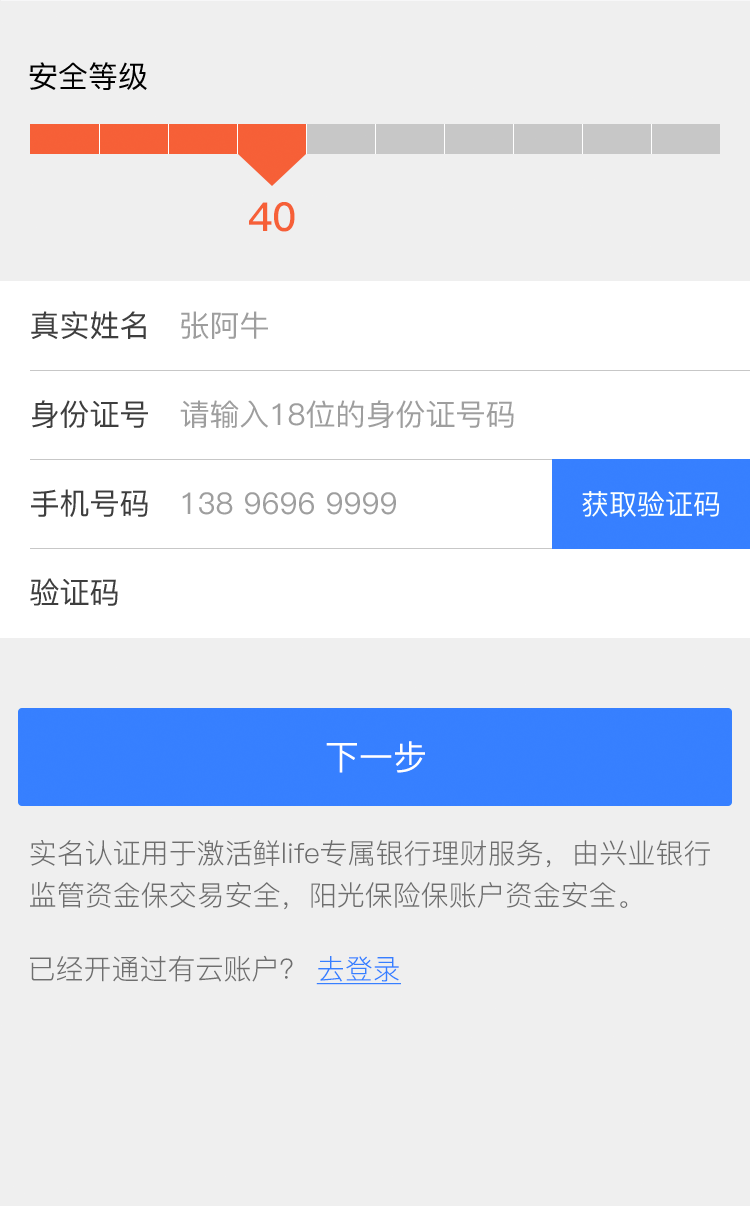 安全等级
40
真实姓名 张阿牛
身份证号 请输入18位的身份证号码
手机号码 138 9696 9999 获取验证码
验证码
下一步
实名认证用于激活鲜life专属银行理财服务，由兴业银行
监管资金保交易安全，阳光保险保账户资金安全。
已经开通过有云账户？ 去登录